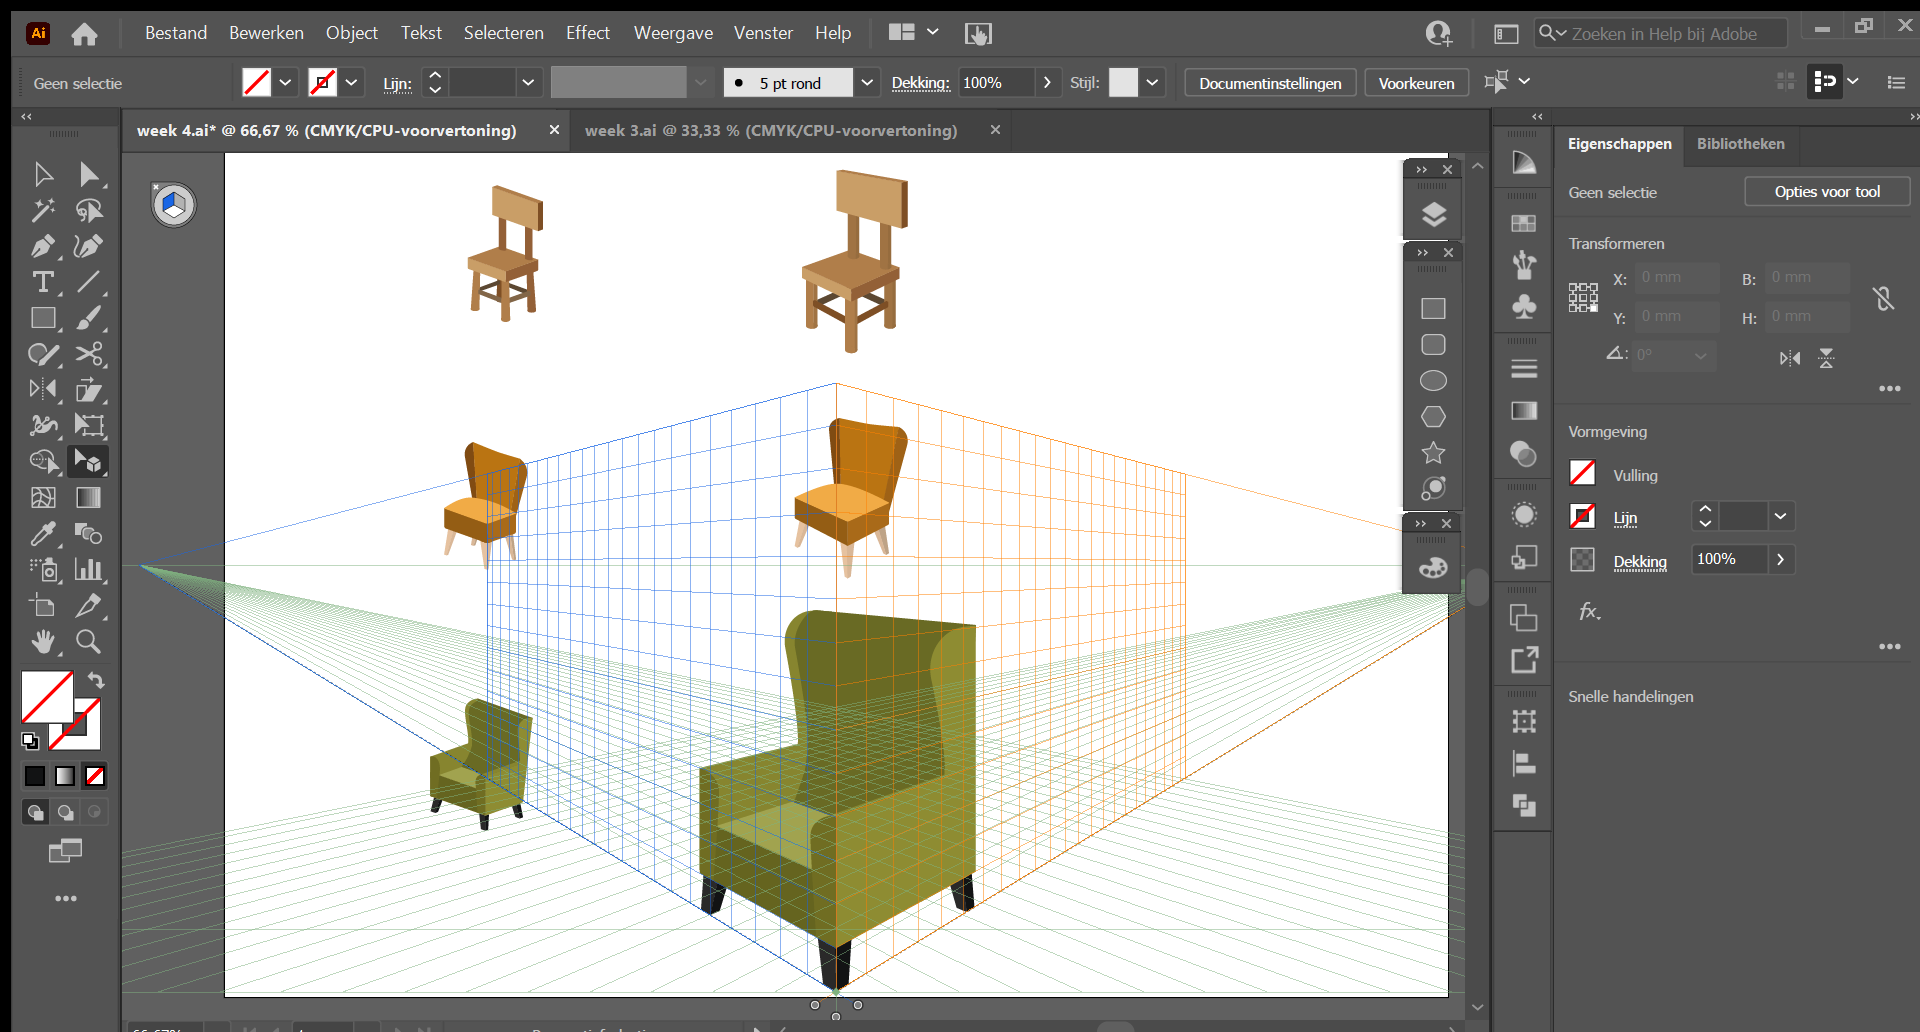 Ai
Bestand Bewerken Object Tekst Selecteren Effect Weergave Venster Help
Zoeken in Help bij Adobe
Geen selectie
Lijn:
5 pt rond
Dekking: 100%
Stijl:
Documentinstellingen
Voorkeuren
week 4.ai* @ 66,67 % (CMYK/CPU-voorvertoning)
week 3.ai @ 33,33 % (CMYK/CPU-voorvertoning)
Eigenschappen
Bibliotheken
Geen selectie
Opties voor tool
Transformeren
X: 0 mm B: 0 mm
Y: 0 mm H: 0 mm
0°
Vormgeving
Vulling
Lijn
Dekking 100%
fx.
Snelle handelingen
66,67%